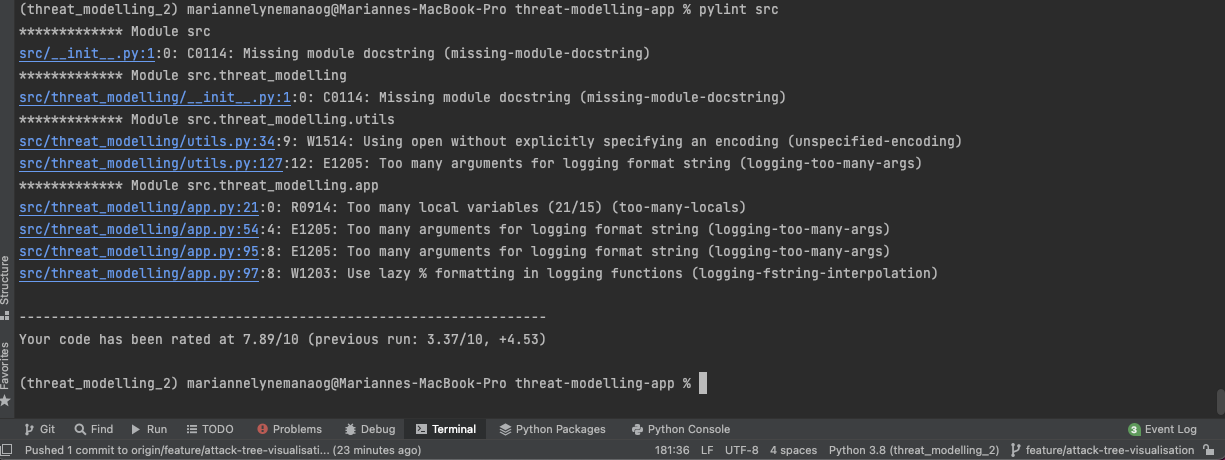 (threat_modelling_2) mariannelynemanaog@Mariannes-MacBook-Pro threat-modelling-app % pylint src
************* Module src
src/__init__.py:1:0: C0114: Missing module docstring (missing-module-docstring)
************* Module src.threat_modelling
src/threat_modelling/__init__.py:1:0: C0114: Missing module docstring (missing-module-docstring)
************* Module src.threat_modelling.utils
src/threat_modelling/utils.py:34:9: W1514: Using open without explicitly specifying an encoding (unspecified-encoding)
src/threat_modelling/utils.py:127:12: E1205: Too many arguments for logging format string (logging-too-many-args)
************* Module src.threat_modelling.app
src/threat_modelling/app.py:21:0: R0914: Too many local variables (21/15) (too-many-locals)
src/threat_modelling/app.py:54:4: E1205: Too many arguments for logging format string (logging-too-many-args)
src/threat_modelling/app.py:95:8: E1205: Too many arguments for logging format string (logging-too-many-args)
src/threat_modelling/app.py:97:8: W1203: Use lazy % formatting in logging functions (logging-fstring-interpolation)
------------------------------------------------------------------
Your code has been rated at 7.89/10 (previous run: 3.37/10, +4.53)
(threat_modelling_2) mariannelynemanaog@Mariannes-MacBook-Pro threat-modelling-app %
Structure
Favorites
Git Find Run TODO Problems Debug Terminal Python Packages Python Console 3 Event Log
Pushed 1 commit to origin/feature/attack-tree-visualisati... (23 minutes ago) 181:36 LF UTF-8 4 spaces Python 3.8 (threat_modelling_2) feature/attack-tree-visualisation